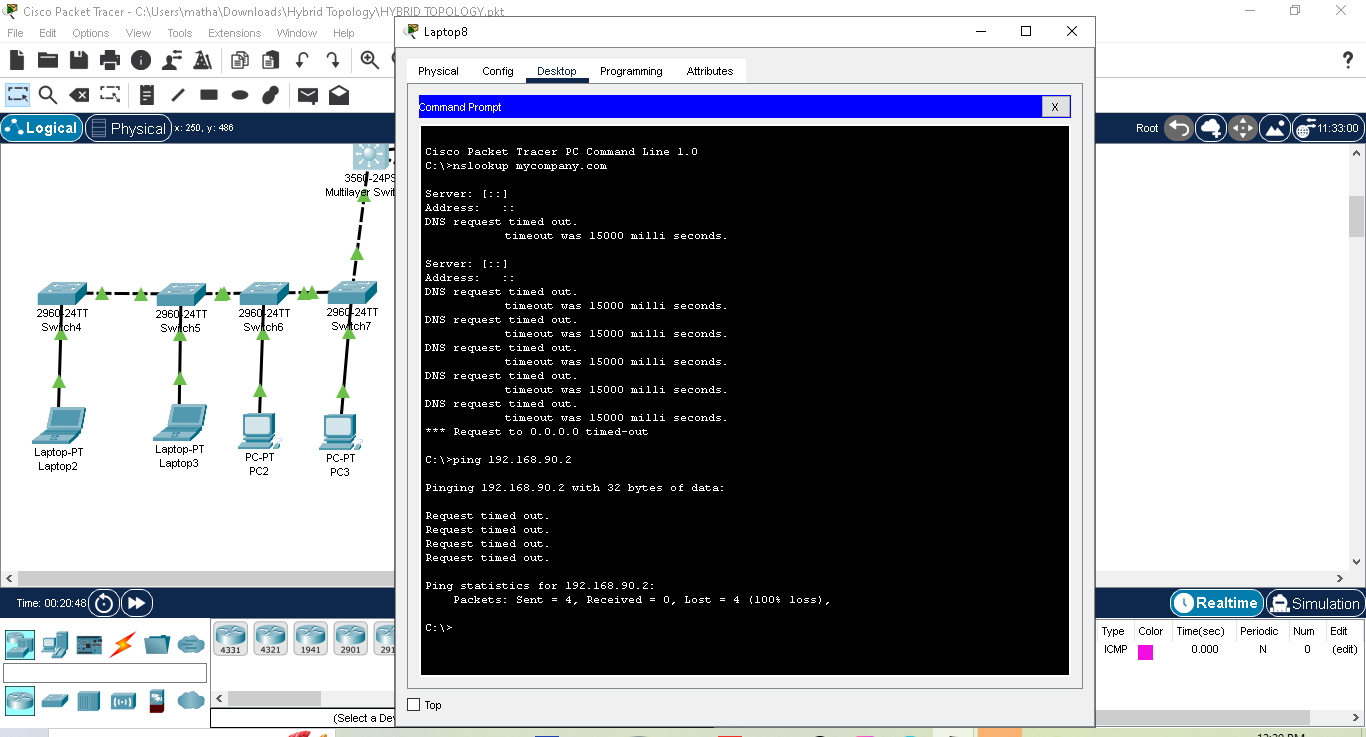 Cisco Packet Tracer - C:\Users\matha\Downloads\Hybrid Topology\HYBRID TOPOLOGY.pkt
File Edit Options View Tools Extensions Window Help
Logical Physical x: 250, y: 486
Root 11:33:00
3560-24PS
Multilayer Swit
2960-24TT
Switch4
2960-24TT
Switch5
2960-24TT
Switch6
2960-24TT
Switch7
Laptop-PT
Laptop2
Laptop-PT
Laptop3
PC-PT
PC2
PC-PT
PC3
Laptop8
Physical Config Desktop Programming Attributes
Command Prompt X
Cisco Packet Tracer PC Command Line 1.0
C:\>nslookup mycompany.com
Server: [::]
Address: ::
DNS request timed out.
timeout was 15000 milli seconds.
Server: [::]
Address: ::
DNS request timed out.
timeout was 15000 milli seconds.
DNS request timed out.
timeout was 15000 milli seconds.
DNS request timed out.
timeout was 15000 milli seconds.
DNS request timed out.
timeout was 15000 milli seconds.
DNS request timed out.
timeout was 15000 milli seconds.
*** Request to 0.0.0.0 timed-out
C:\>ping 192.168.90.2
Pinging 192.168.90.2 with 32 bytes of data:
Request timed out.
Request timed out.
Request timed out.
Request timed out.
Ping statistics for 192.168.90.2:
Packets: Sent = 4, Received = 0, Lost = 4 (100% loss),
C:\>
Top
Time: 00:20:48
Realtime Simulation
4331 4321 1941 2901 291
(Select a Dev
Type Color Time(sec) Periodic Num Edit
ICMP 0.000 N 0 (edit)